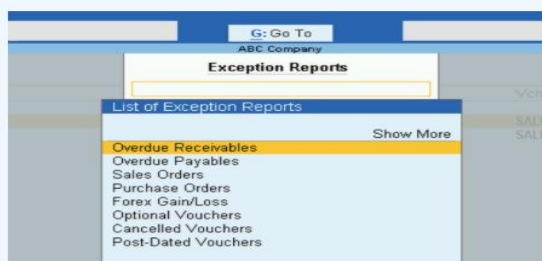 G: Go To
ABC Company
Exception Reports
List of Exception Reports
Show More
Overdue Receivables
Overdue Payables
Sales Orders
Purchase Orders
Forex Gain/Loss
Optional Vouchers
Cancelled Vouchers
Post-Dated Vouchers